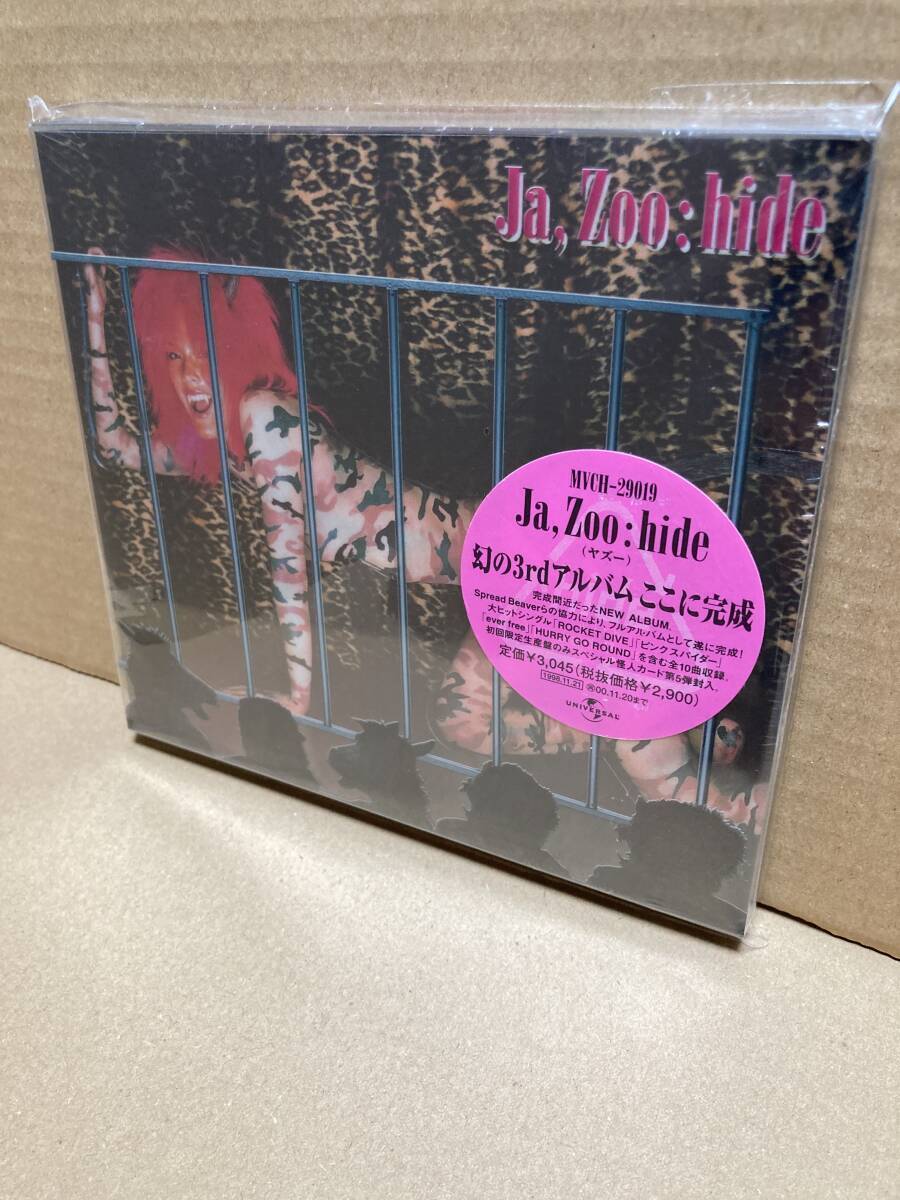 Ja, Zoo : hide
MVCH-29019
Ja, Zoo : hide
(ヤズー)
幻の3rdアルバム ここに完成
完成間近だったNEW ALBUM。
Spread Beaverらの協力により、フルアルバムとして遂に完成!
大ヒットシングル「ROCKET DIVE」「ピンクスパイダー」
「ever free」「HURRY GO ROUND」を含む全10曲収録。
初回限定生産盤のみスペシャル怪人カード第5弾封入。
定価¥3,045(税抜価格¥2,900)
1998.11.21 ㊗00.11.20まで
UNIVERSAL